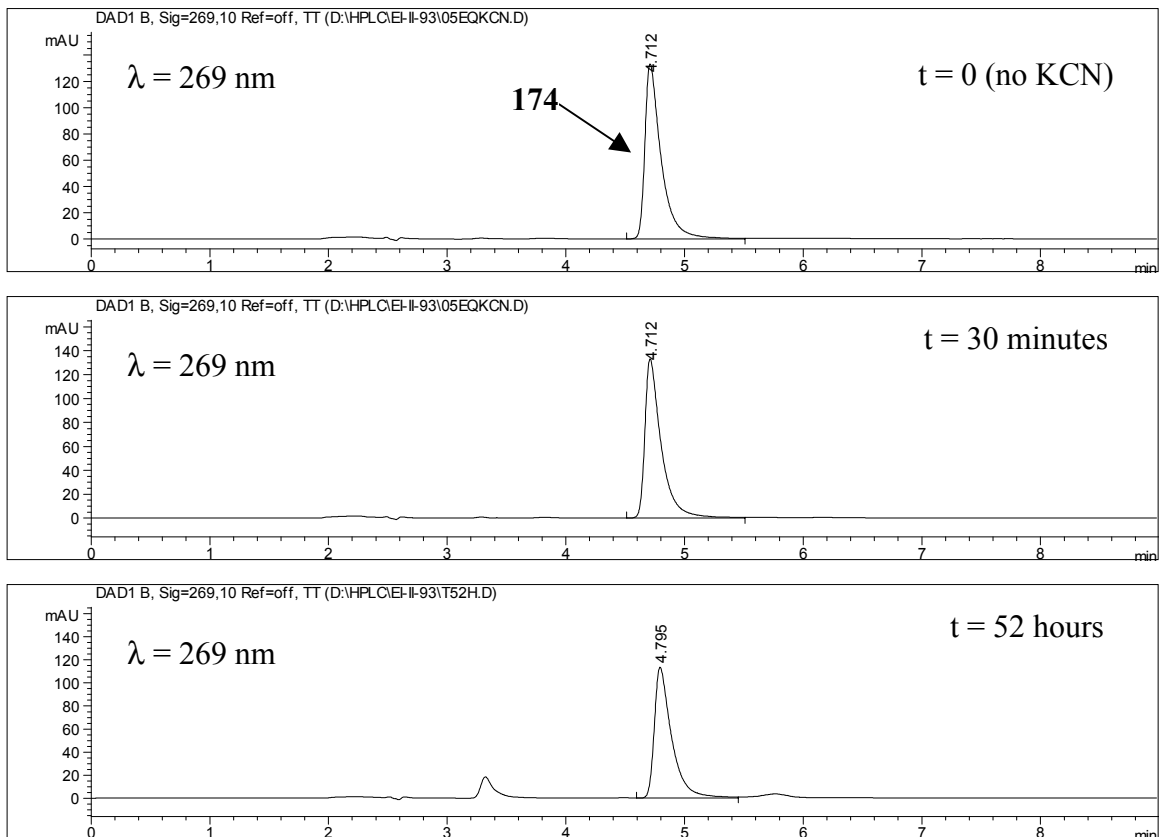 DAD1 B, Sig=269,10 Ref=off, TT (D:\HPLC\EI-II-93\05EQKCN.D)
mAU
λ = 269 nm
t = 0 (no KCN)
174
4.712
120
100
80
60
40
20
0
0 1 2 3 4 5 6 7 8 min
DAD1 B, Sig=269,10 Ref=off, TT (D:\HPLC\EI-II-93\05EQKCN.D)
mAU
λ = 269 nm
t = 30 minutes
4.712
140
120
100
80
60
40
20
0
0 1 2 3 4 5 6 7 8 min
DAD1 B, Sig=269,10 Ref=off, TT (D:\HPLC\EI-II-93\T52H.D)
mAU
λ = 269 nm
t = 52 hours
4.795
140
120
100
80
60
40
20
0
0 1 2 3 4 5 6 7 8 min